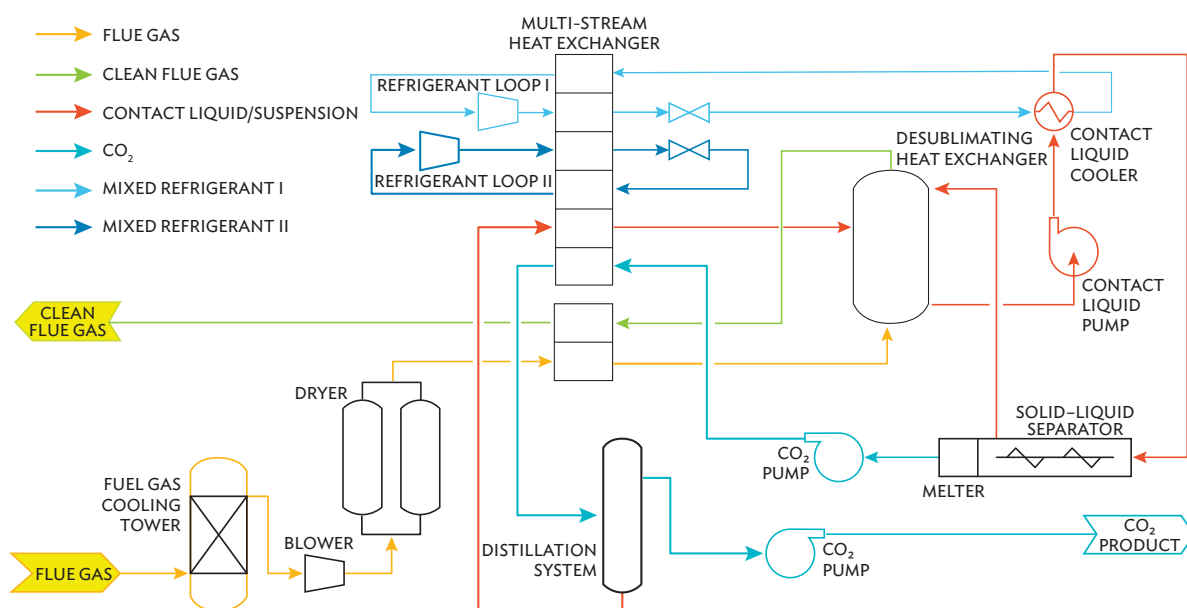 FLUE GAS
CLEAN FLUE GAS
CONTACT LIQUID/SUSPENSION
CO₂
MIXED REFRIGERANT I
MIXED REFRIGERANT II
MULTI-STREAM
HEAT EXCHANGER
REFRIGERANT LOOP I
REFRIGERANT LOOP II
DESUBLIMATING
HEAT EXCHANGER
CONTACT
LIQUID
COOLER
CONTACT
LIQUID
PUMP
CLEAN
FLUE GAS
DRYER
SOLID–LIQUID
SEPARATOR
CO₂
PUMP
MELTER
FUEL GAS
COOLING
TOWER
BLOWER
FLUE GAS
DISTILLATION
SYSTEM
CO₂
PUMP
CO₂
PRODUCT